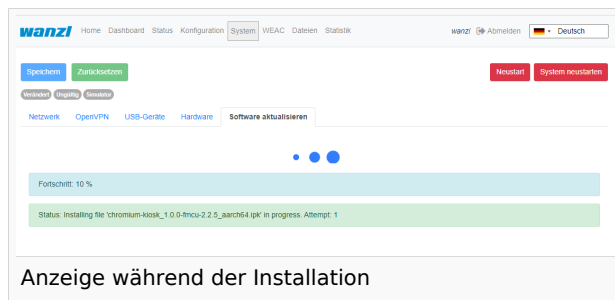 wanzl Home Dashboard Status Konfiguration System WEAC Dateien Statistik wanzl Abmelden Deutsch
Speichern Zurücksetzen Neustart System neustarten
Verändert Ungültig Simulator
Netzwerk OpenVPN USB-Geräte Hardware Software aktualisieren
Fortschritt: 10 %
Status: Installing file 'chromium-kiosk_1.0.0-fmcu-2.2.5_aarch64.ipk' in progress. Attempt: 1
Anzeige während der Installation